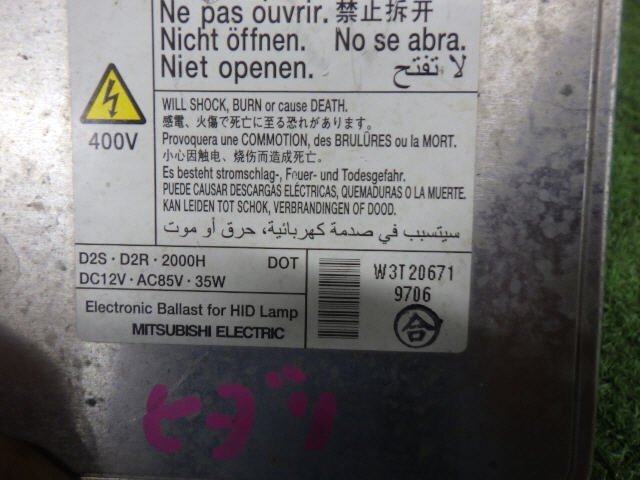 Ne pas ouvrir. 禁止拆开
Nicht öffnen. No se abra.
Niet openen. لا تفتح
400V
WILL SHOCK, BURN or cause DEATH.
感電、火傷で死亡に至る恐れがあります。
Provoquera une COMMOTION, des BRULÛRES ou la MORT.
小心因触电、烧伤而造成死亡。
Es besteht stromschlag-, Feuer- und Todesgefahr.
PUEDE CAUSAR DESCARGAS ELÉCTRICAS, QUEMADURAS O LA MUERTE.
KAN LEIDEN TOT SCHOK, VERBRANDINGEN OF DOOD.
سيتسبب في صدمة كهربائية، حرق أو موت
D2S · D2R · 2000H DOT
DC12V · AC85V · 35W
Electronic Ballast for HID Lamp
MITSUBISHI ELECTRIC
W3T20671
9706
合
ヒダリ